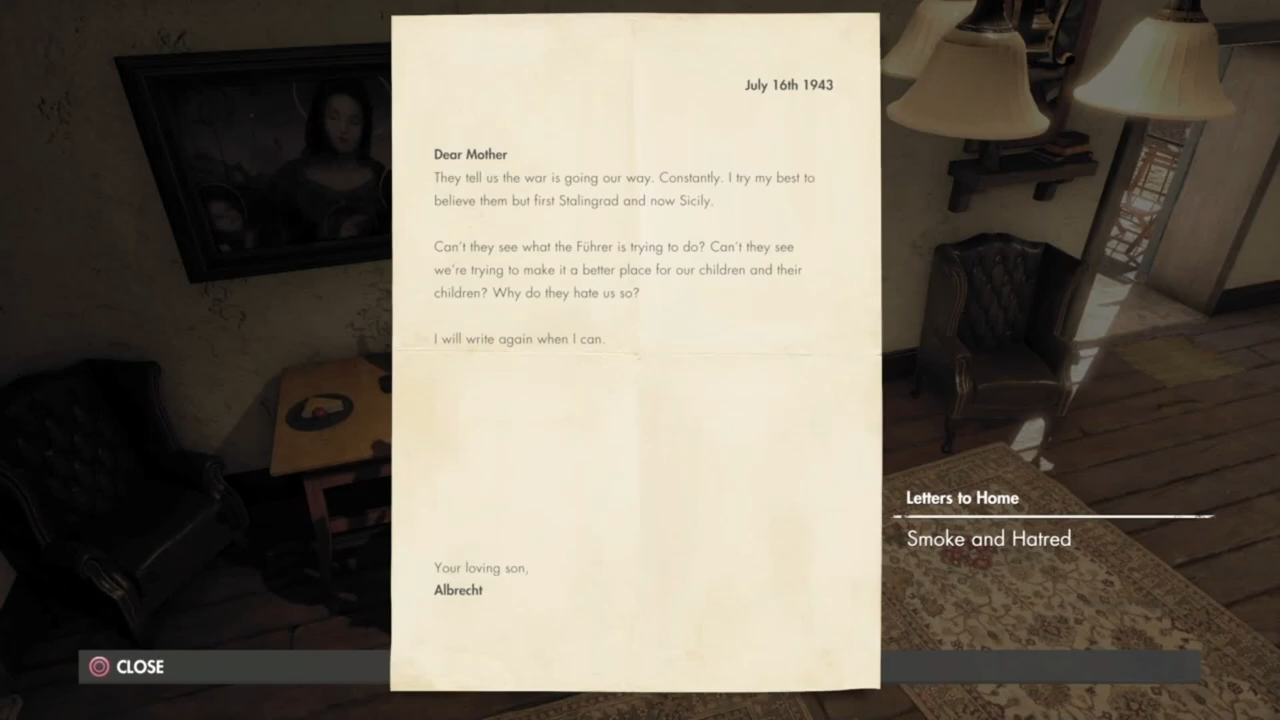 July 16th 1943
Dear Mother
They tell us the war is going our way. Constantly. I try my best to
believe them but first Stalingrad and now Sicily.
Can't they see what the Führer is trying to do? Can't they see
we're trying to make it a better place for our children and their
children? Why do they hate us so?
I will write again when I can.
Your loving son,
Albrecht
Letters to Home
Smoke and Hatred
CLOSE